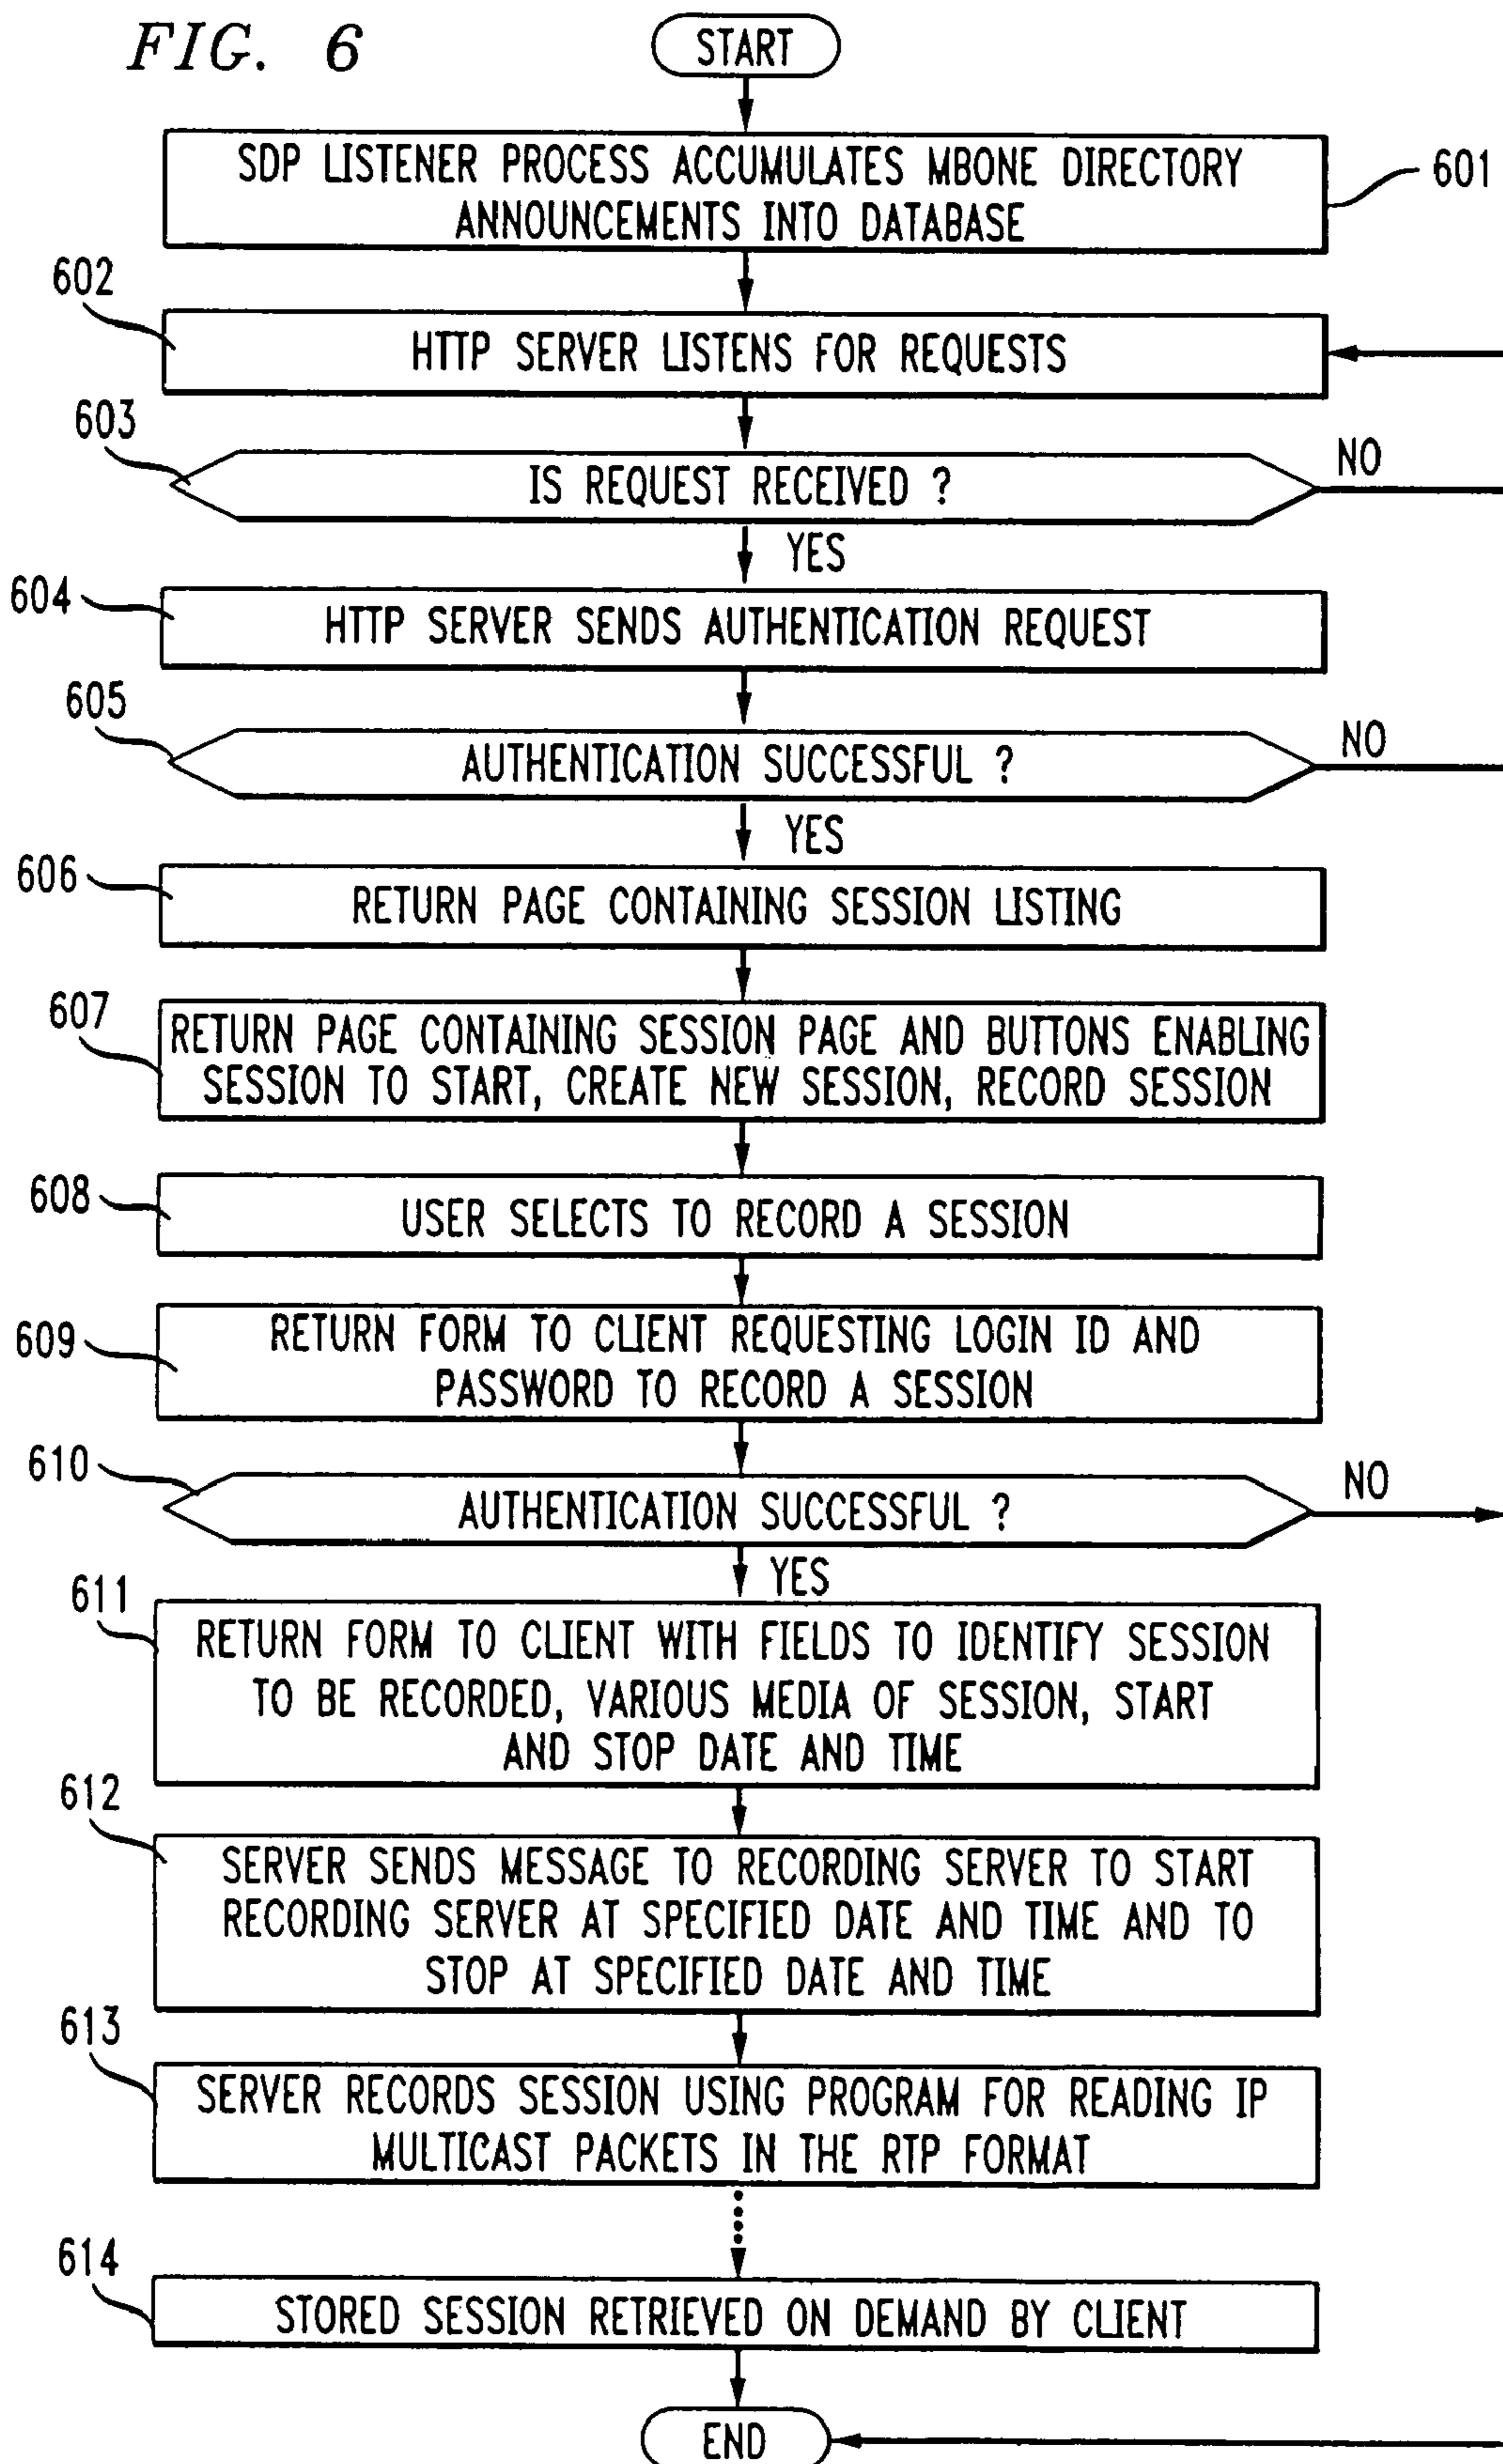 FIG. 6
START
SDP LISTENER PROCESS ACCUMULATES MBONE DIRECTORY
ANNOUNCEMENTS INTO DATABASE
601
602
HTTP SERVER LISTENS FOR REQUESTS
603
IS REQUEST RECEIVED ?
NO
YES
604
HTTP SERVER SENDS AUTHENTICATION REQUEST
605
AUTHENTICATION SUCCESSFUL ?
NO
YES
606
RETURN PAGE CONTAINING SESSION LISTING
607
RETURN PAGE CONTAINING SESSION PAGE AND BUTTONS ENABLING
SESSION TO START, CREATE NEW SESSION, RECORD SESSION
608
USER SELECTS TO RECORD A SESSION
609
RETURN FORM TO CLIENT REQUESTING LOGIN ID AND
PASSWORD TO RECORD A SESSION
610
AUTHENTICATION SUCCESSFUL ?
NO
YES
611
RETURN FORM TO CLIENT WITH FIELDS TO IDENTIFY SESSION
TO BE RECORDED, VARIOUS MEDIA OF SESSION, START
AND STOP DATE AND TIME
612
SERVER SENDS MESSAGE TO RECORDING SERVER TO START
RECORDING SERVER AT SPECIFIED DATE AND TIME AND TO
STOP AT SPECIFIED DATE AND TIME
613
SERVER RECORDS SESSION USING PROGRAM FOR READING IP
MULTICAST PACKETS IN THE RTP FORMAT
614
STORED SESSION RETRIEVED ON DEMAND BY CLIENT
END